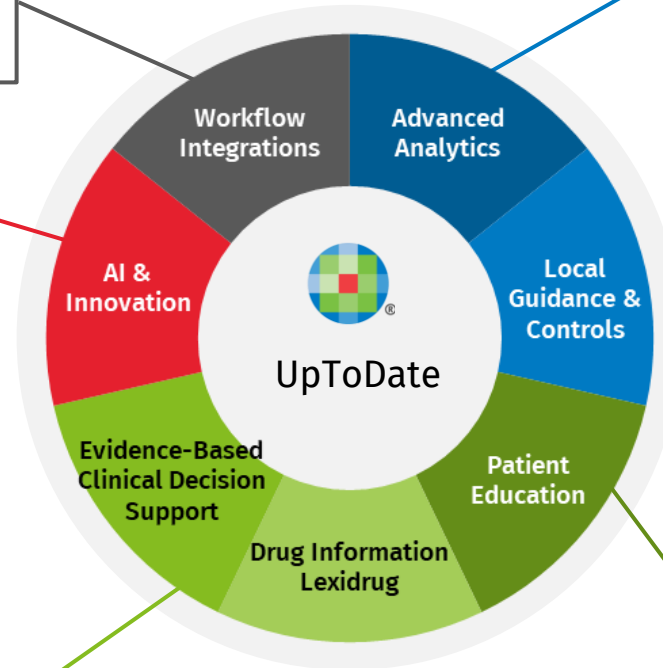 Workflow
Integrations
Advanced
Analytics
AI &
Innovation
Local
Guidance &
Controls
®
UpToDate
Evidence-Based
Clinical Decision
Support
Patient
Education
Drug Information
Lexidrug